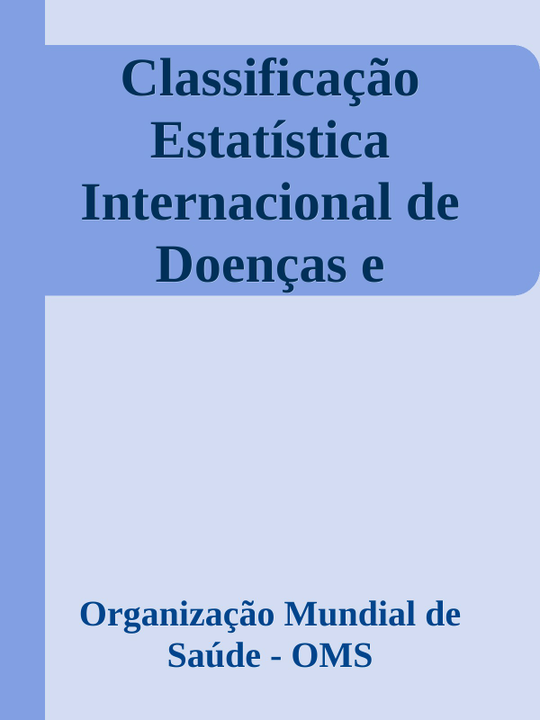 Classificação
Estatística
Internacional de
Doenças e
Organização Mundial de
Saúde - OMS